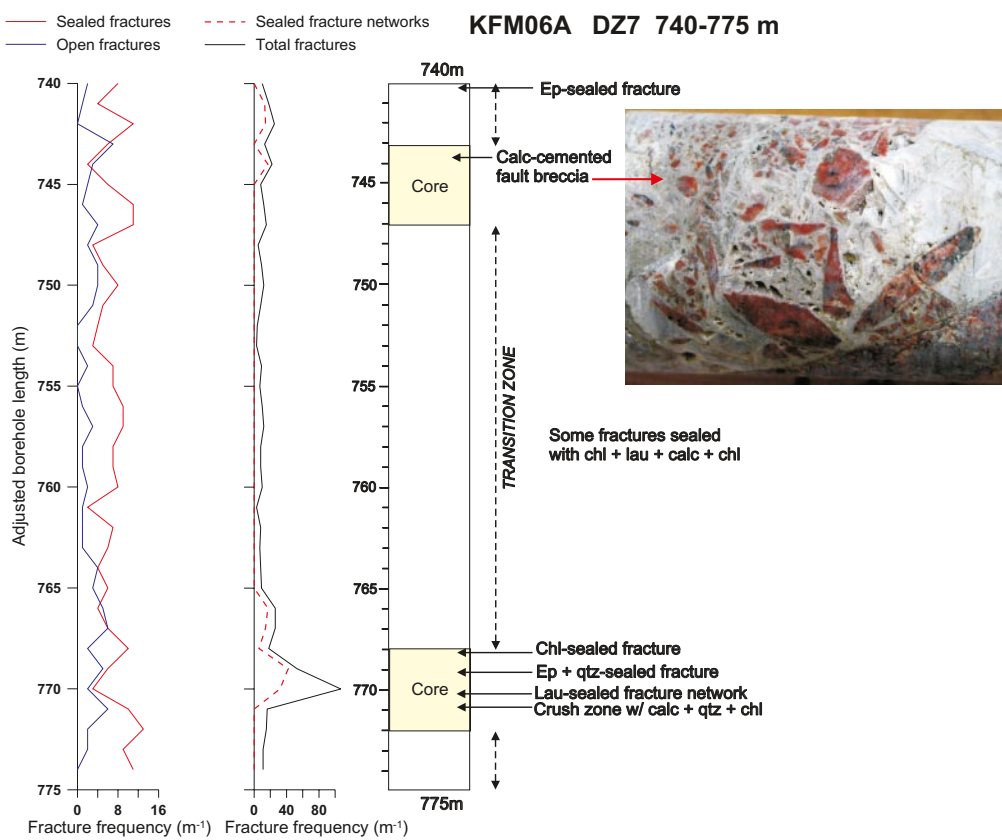 Sealed fractures
Sealed fracture networks
KFM06A DZ7 740-775 m
Open fractures
Total fractures
740m
740
Ep-sealed fracture
Calc-cemented
fault breccia
745
745
Core
750
750
Adjusted borehole length (m)
TRANSITION ZONE
755
755
Some fractures sealed
with chl + lau + calc + chl
760
760
765
765
Chl-sealed fracture
Ep + qtz-sealed fracture
770
770
Core
Lau-sealed fracture network
Crush zone w/ calc + qtz + chl
775
775m
0 8 16
0 40 80
Fracture frequency (m⁻¹)
Fracture frequency (m⁻¹)